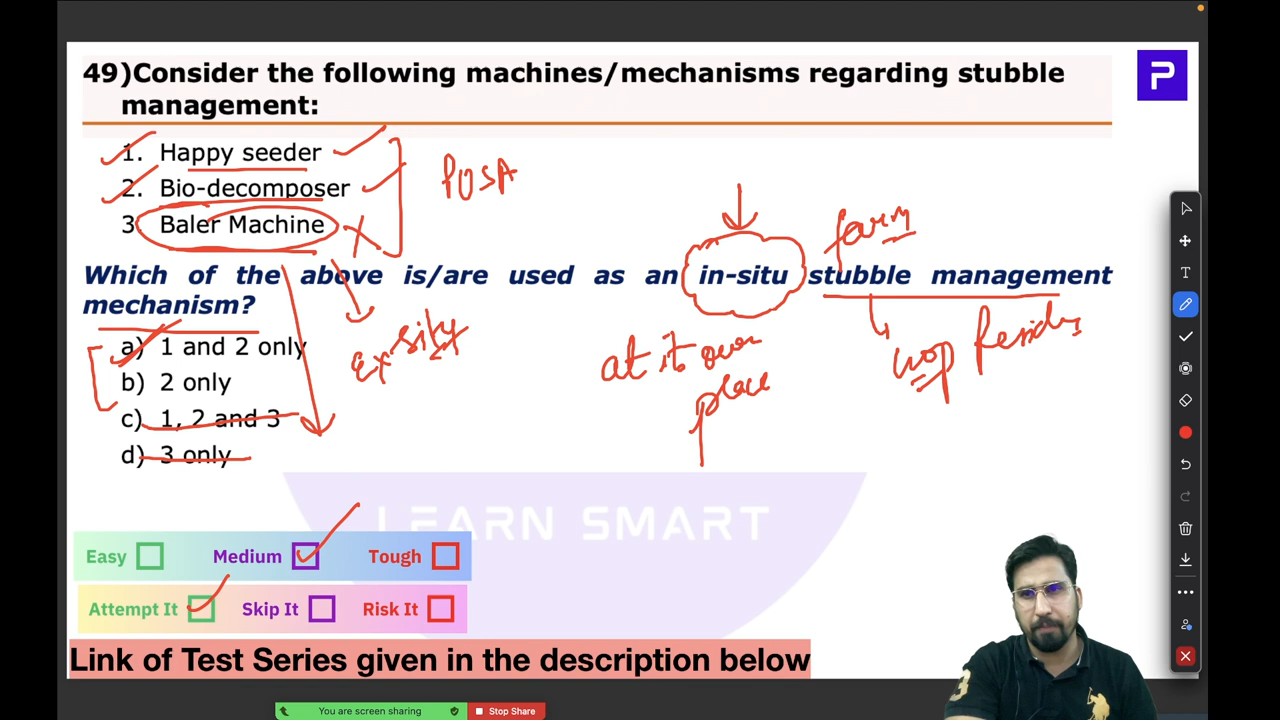 49)Consider the following machines/mechanisms regarding stubble
management:
1. Happy seeder
2. Bio-decomposer
3 Baler Machine
POSA
farm
Which of the above is/are used as an in-situ stubble management
mechanism?
ex situ
at it own
place
crop
a) 1 and 2 only
b) 2 only
c) 1, 2 and 3
d) 3 only
LEARN SMART
Easy Medium Tough
Attempt It Skip It Risk It
Link of Test Series given in the description below
You are screen sharing Stop Share
P
T
3